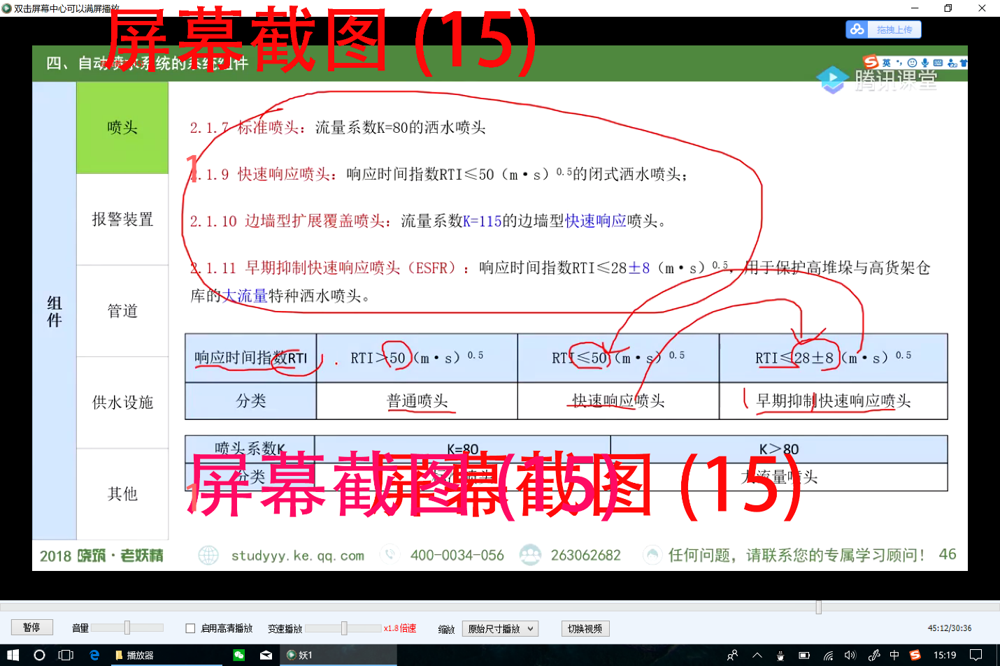 双击屏幕中心可以满屏播放
屏幕截图 (15)
拖拽上传
四、自动喷水系统的系统组件
英
腾讯课堂
组件
喷头
报警装置
管道
供水设施
其他
2.1.7 标准喷头：流量系数K=80的洒水喷头
1
2.1.9 快速响应喷头：响应时间指数RTI≤50（m·s）0.5的闭式洒水喷头；
2.1.10 边墙型扩展覆盖喷头：流量系数K=115的边墙型快速响应喷头。
2.1.11 早期抑制快速响应喷头（ESFR）：响应时间指数RTI≤28±8（m·s）0.5，用于保护高堆垛与高货架仓
库的大流量特种洒水喷头。
响应时间指数RTI RTI＞50（m·s）0.5 RTI≤50（m·s）0.5 RTI≤28±8（m·s）0.5
分类 普通喷头 快速响应喷头 早期抑制快速响应喷头
喷头系数K K=80 K＞80
分类 大流量喷头
屏幕截图 (15)
屏幕截图 (15)
1
2018 晓筑·老妖精 studyyy.ke.qq.com 400-0034-056 263062682 任何问题，请联系您的专属学习顾问！ 46
暂停 音量 启用高清播放 变速播放 x1.8 倍速 缩放 原始尺寸播放 切换视频 45:12/30:36
播放器 妖1 中 15:19